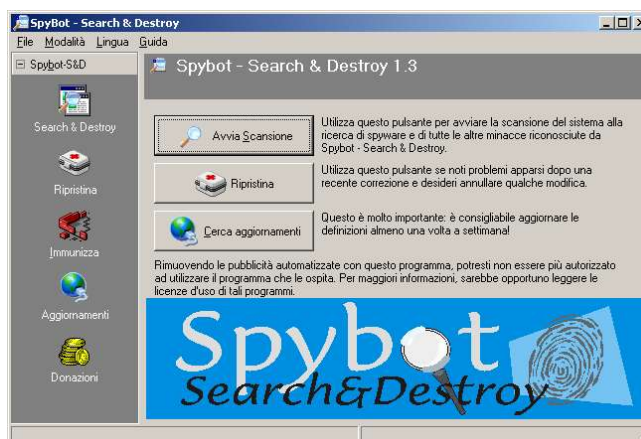 SpyBot - Search & Destroy
File Modalità Lingua Guida
Spybot-S&D
Search & Destroy
Ripristina
Immunizza
Aggiornamenti
Donazioni
Spybot - Search & Destroy 1.3
Avvia Scansione
Utilizza questo pulsante per avviare la scansione del sistema alla
ricerca di spyware e di tutte le altre minacce riconosciute da
Spybot - Search & Destroy.
Ripristina
Utilizza questo pulsante se noti problemi apparsi dopo una
recente correzione e desideri annullare qualche modifica.
Cerca aggiornamenti
Questo è molto importante: è consigliabile aggiornare le
definizioni almeno una volta a settimana!
Rimuovendo le pubblicità automatizzate con questo programma, potresti non essere più autorizzato
ad utilizzare il programma che le ospita. Per maggiori informazioni, sarebbe opportuno leggere le
licenze d'uso di tali programmi.
Spybot
Search&Destroy